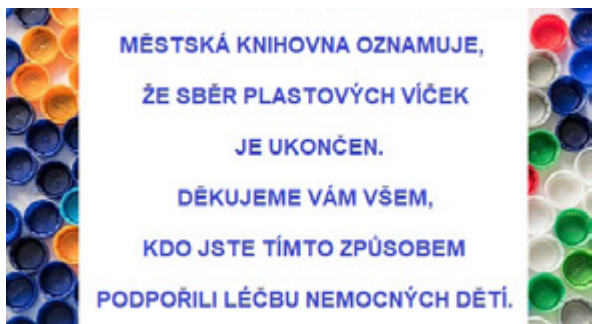 MĚSTSKÁ KNIHOVNA OZNAMUJE,
ŽE SBĚR PLASTOVÝCH VÍČEK
JE UKONČEN.
DĚKUJEME VÁM VŠEM,
KDO JSTE TÍMTO ZPŮSOBEM
PODPOŘILI LÉČBU NEMOCNÝCH DĚTÍ.